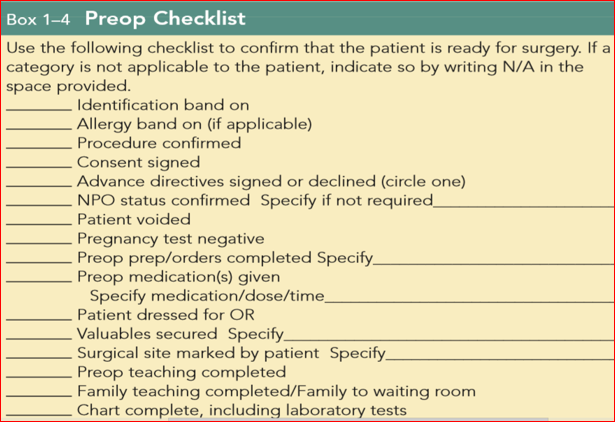 Box 1–4 Preop Checklist
Use the following checklist to confirm that the patient is ready for surgery. If a
category is not applicable to the patient, indicate so by writing N/A in the
space provided.
________ Identification band on
________ Allergy band on (if applicable)
________ Procedure confirmed
________ Consent signed
________ Advance directives signed or declined (circle one)
________ NPO status confirmed Specify if not required________
________ Patient voided
________ Pregnancy test negative
________ Preop prep/orders completed Specify________
________ Preop medication(s) given
Specify medication/dose/time________
________ Patient dressed for OR
________ Valuables secured Specify________
________ Surgical site marked by patient Specify________
________ Preop teaching completed
________ Family teaching completed/Family to waiting room
________ Chart complete, including laboratory tests